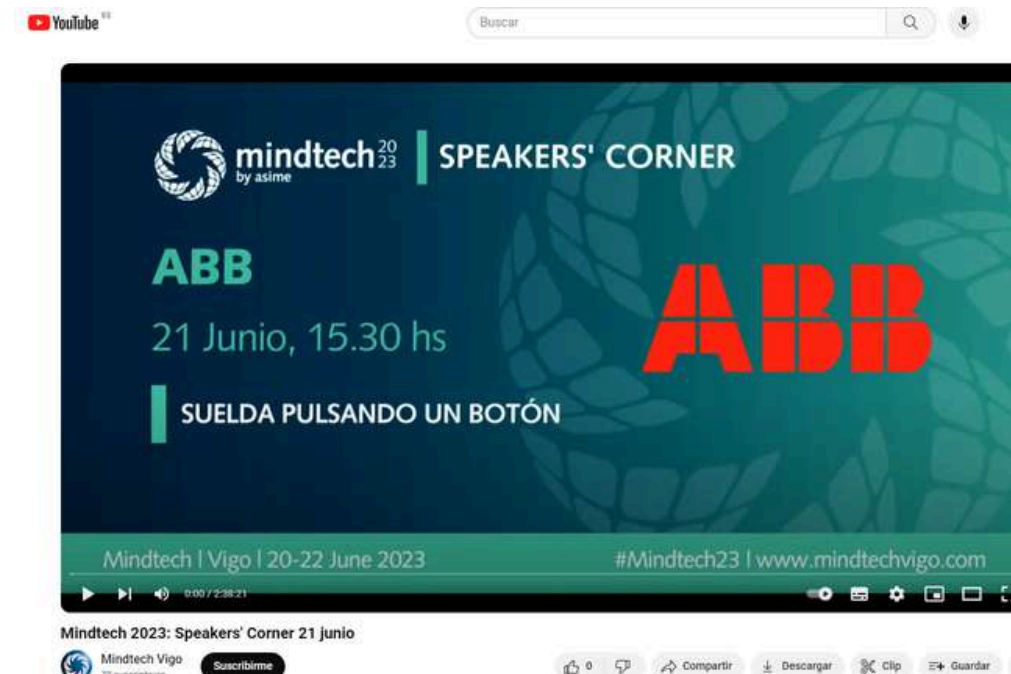 YouTube ES
Buscar
mindtech 20 23
by asime
SPEAKERS' CORNER
ABB
ABB
21 Junio, 15.30 hs
SUELDA PULSANDO UN BOTÓN
Mindtech | Vigo | 20-22 June 2023
#Mindtech23 | www.mindtechvigo.com
0:00 / 2:38:21
Mindtech 2023: Speakers' Corner 21 junio
Mindtech Vigo
Suscribirme
0
Compartir
Descargar
Clip
Guardar